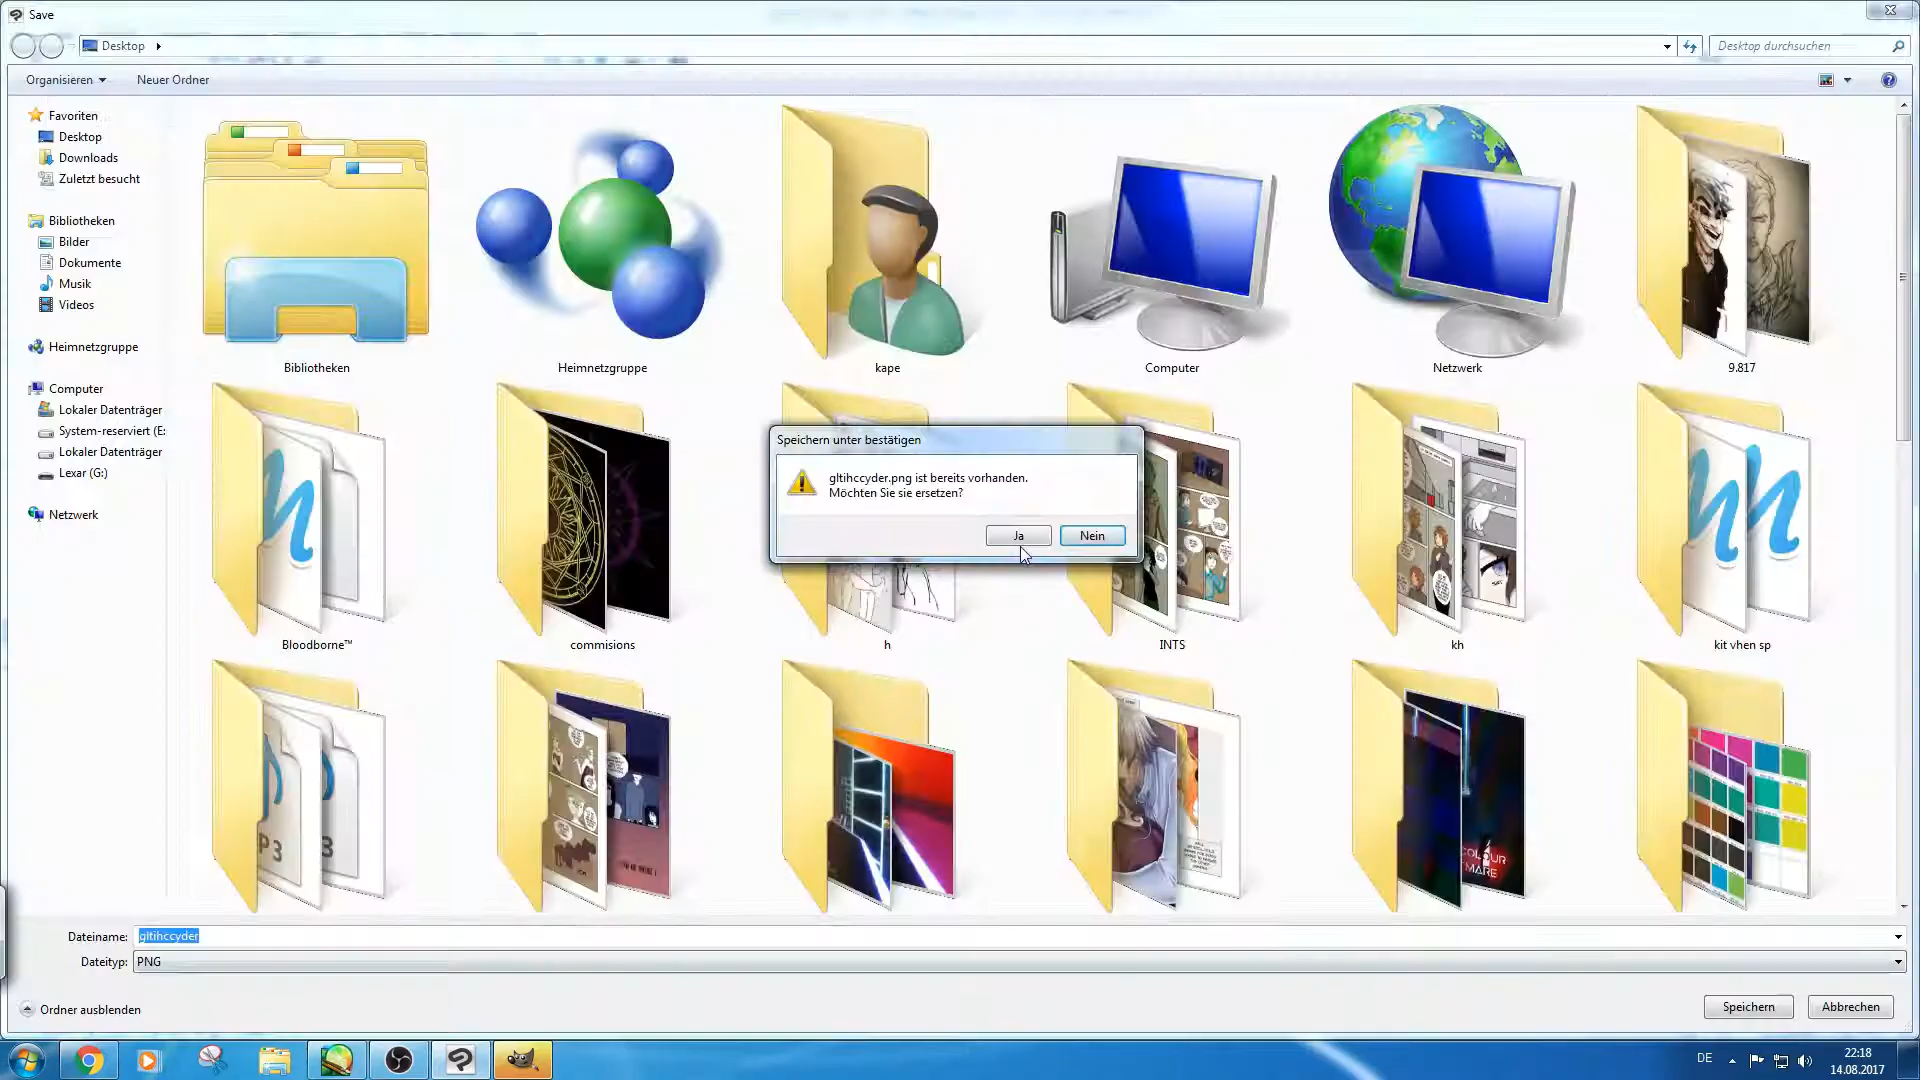 Save
Desktop
Desktop durchsuchen
Organisieren
Neuer Ordner
Favoriten
Desktop
Downloads
Zuletzt besucht
Bibliotheken
Bilder
Dokumente
Musik
Videos
Heimnetzgruppe
Computer
Lokaler Datenträger
System-reserviert (E:
Lokaler Datenträger
Lexar (G:)
Netzwerk
Bibliotheken
Heimnetzgruppe
kape
Computer
Netzwerk
9.817
Speichern unter bestätigen
gltihccyder.png ist bereits vorhanden.
Möchten Sie sie ersetzen?
Ja
Nein
Bloodborne™
commisions
h
INTS
kh
kit vhen sp
Dateiname: gltihccyder
Dateityp: PNG
Ordner ausblenden
Speichern
Abbrechen
DE
22:18
14.08.2017